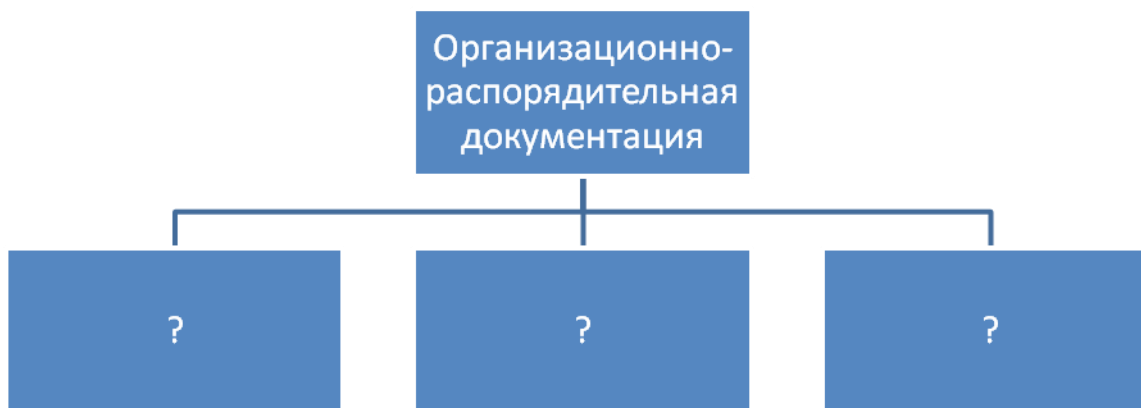 Организационно-
распорядительная
документация
? ? ?